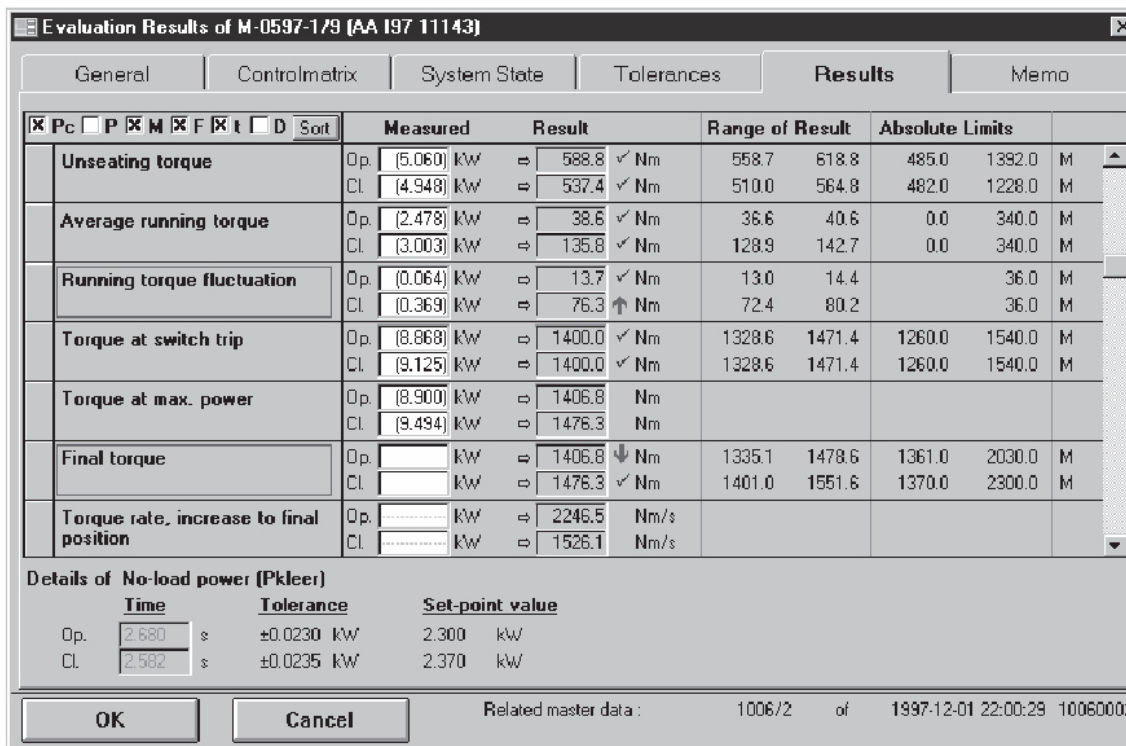 Evaluation Results of M-0597-1/9 (AA I97 11143)
General Controlmatrix System State Tolerances Results Memo
Pc P M F t D Sort Measured Result Range of Result Absolute Limits
Unseating torque Op. (5.060) kW ⇨ 588.8 ✓ Nm 558.7 618.8 485.0 1392.0 M
Cl. (4.948) kW ⇨ 537.4 ✓ Nm 510.0 564.8 482.0 1228.0 M
Average running torque Op. (2.478) kW ⇨ 38.6 ✓ Nm 36.6 40.6 0.0 340.0 M
Cl. (3.003) kW ⇨ 135.8 ✓ Nm 128.9 142.7 0.0 340.0 M
Running torque fluctuation Op. (0.064) kW ⇨ 13.7 ✓ Nm 13.0 14.4 36.0 M
Cl. (0.369) kW ⇨ 76.3 ↑ Nm 72.4 80.2 36.0 M
Torque at switch trip Op. (8.868) kW ⇨ 1400.0 ✓ Nm 1328.6 1471.4 1260.0 1540.0 M
Cl. (9.125) kW ⇨ 1400.0 ✓ Nm 1328.6 1471.4 1260.0 1540.0 M
Torque at max. power Op. (8.900) kW ⇨ 1406.8 Nm
Cl. (9.494) kW ⇨ 1476.3 Nm
Final torque Op. kW ⇨ 1406.8 ↓ Nm 1335.1 1478.6 1361.0 2030.0 M
Cl. kW ⇨ 1476.3 ✓ Nm 1401.0 1551.6 1370.0 2300.0 M
Torque rate, increase to final Op. kW ⇨ 2246.5 Nm/s
position Cl. kW ⇨ 1526.1 Nm/s
Details of No-load power (Pkleer)
Time Tolerance Set-point value
Op. 2.680 s ±0.0230 kW 2.300 kW
Cl. 2.582 s ±0.0235 kW 2.370 kW
OK Cancel Related master data : 1006/2 of 1997-12-01 22:00:29